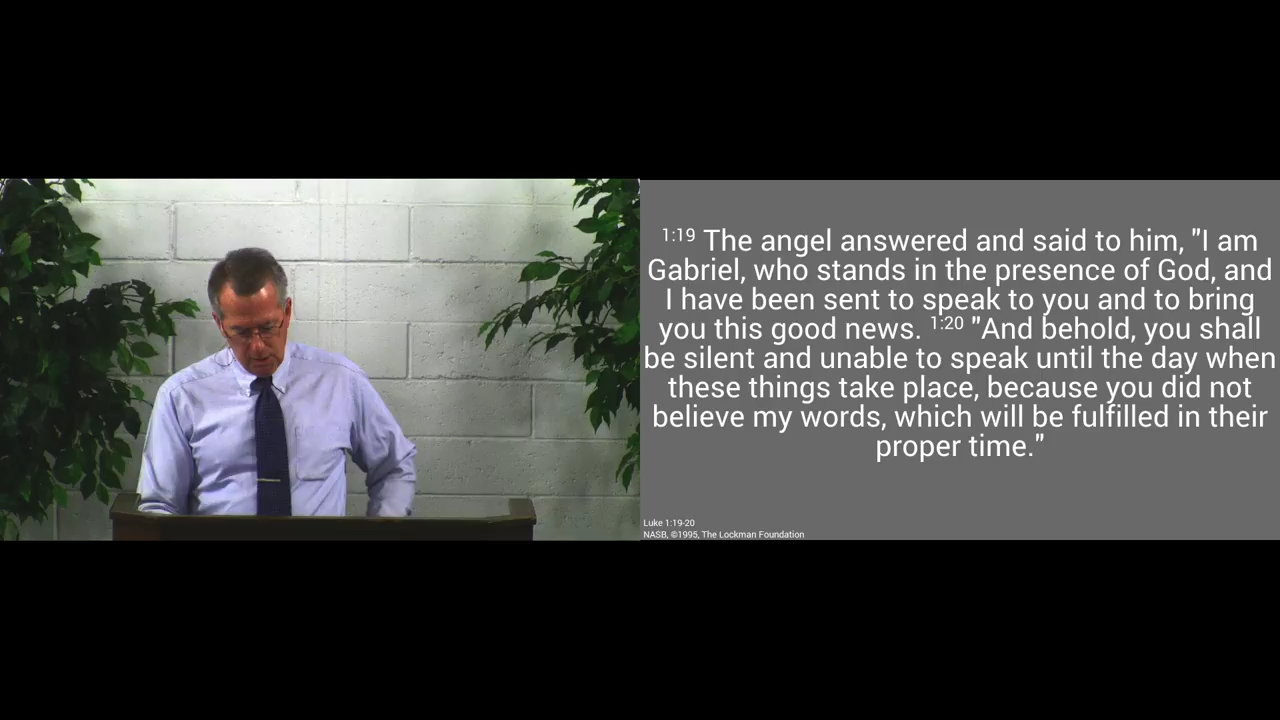 1:19 The angel answered and said to him, "I am
Gabriel, who stands in the presence of God, and
I have been sent to speak to you and to bring
you this good news. 1:20 "And behold, you shall
be silent and unable to speak until the day when
these things take place, because you did not
believe my words, which will be fulfilled in their
proper time."
Luke 1:19-20
NASB, ©1995, The Lockman Foundation